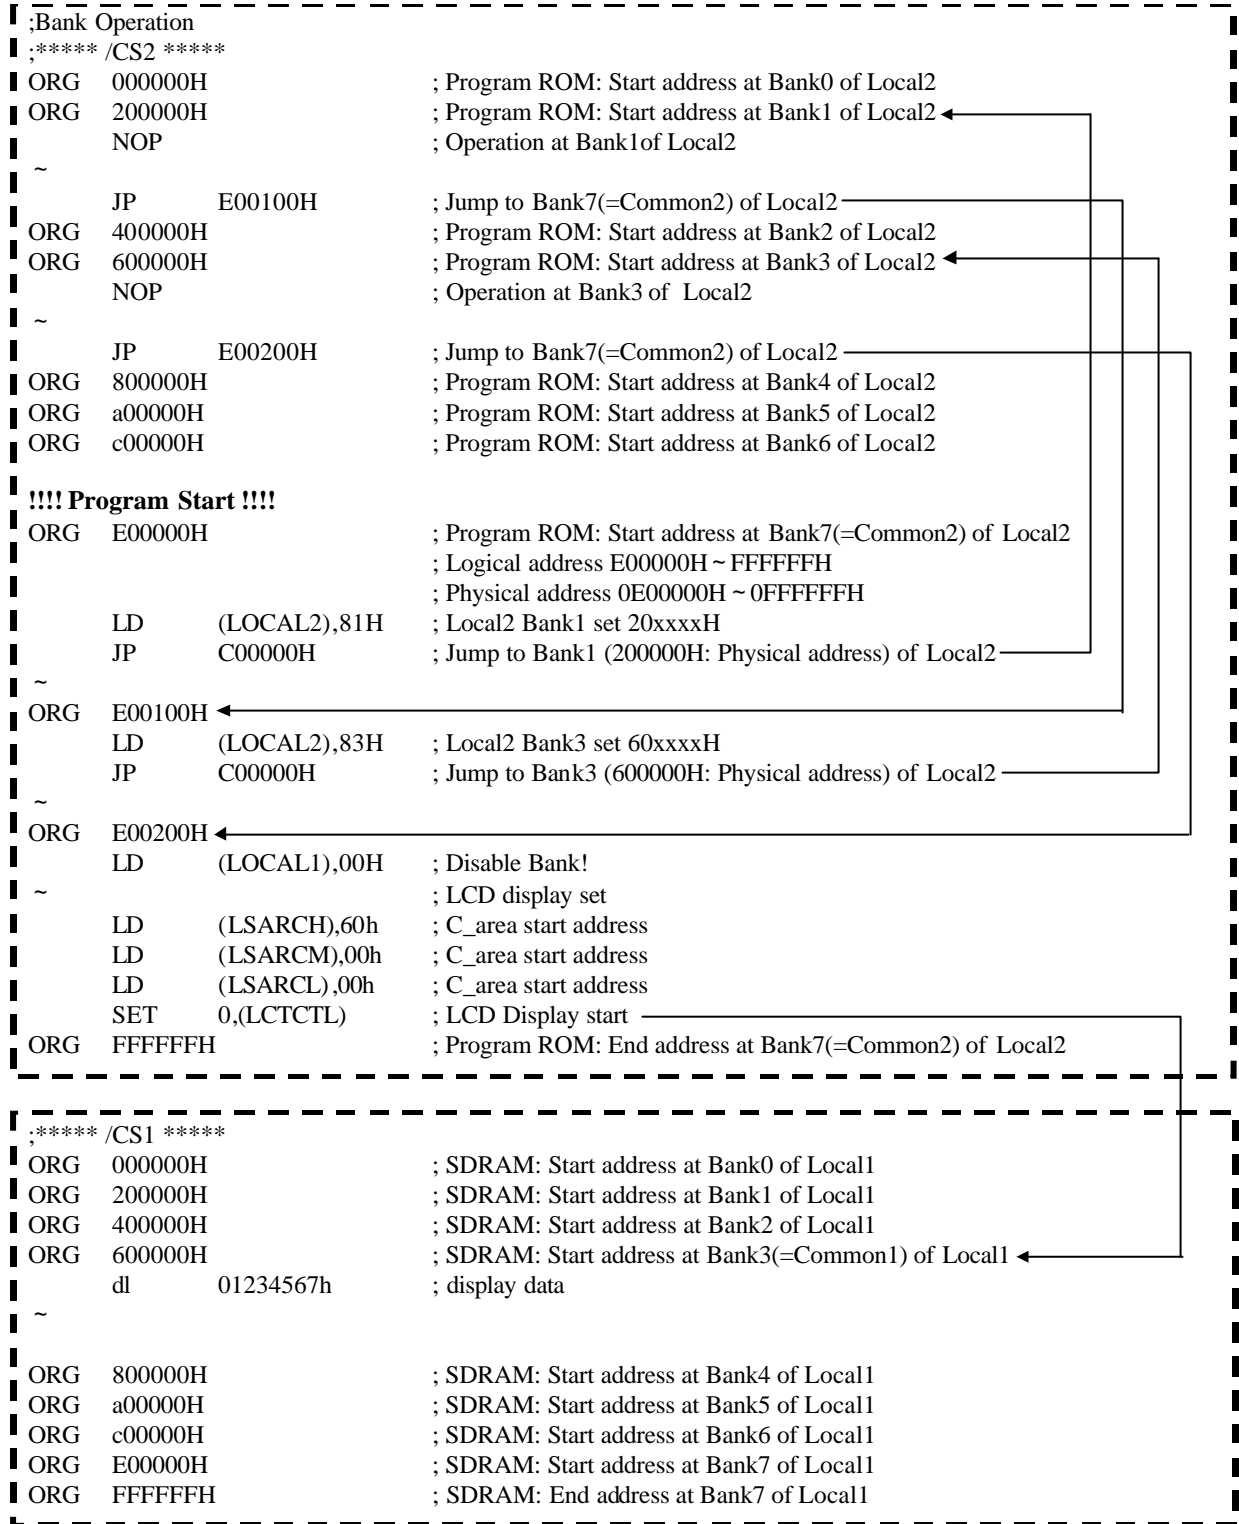 ;Bank Operation
;***** /CS2 *****
ORG 000000H ; Program ROM: Start address at Bank0 of Local2
ORG 200000H ; Program ROM: Start address at Bank1 of Local2
NOP ; Operation at Bank1of Local2
~
JP E00100H ; Jump to Bank7(=Common2) of Local2
ORG 400000H ; Program ROM: Start address at Bank2 of Local2
ORG 600000H ; Program ROM: Start address at Bank3 of Local2
NOP ; Operation at Bank3 of Local2
~
JP E00200H ; Jump to Bank7(=Common2) of Local2
ORG 800000H ; Program ROM: Start address at Bank4 of Local2
ORG a00000H ; Program ROM: Start address at Bank5 of Local2
ORG c00000H ; Program ROM: Start address at Bank6 of Local2
!!!! Program Start !!!!
ORG E00000H ; Program ROM: Start address at Bank7(=Common2) of Local2
; Logical address E00000H ~ FFFFFFH
; Physical address 0E00000H ~ 0FFFFFFH
LD (LOCAL2),81H ; Local2 Bank1 set 20xxxxH
JP C00000H ; Jump to Bank1 (200000H: Physical address) of Local2
~
ORG E00100H
LD (LOCAL2),83H ; Local2 Bank3 set 60xxxxH
JP C00000H ; Jump to Bank3 (600000H: Physical address) of Local2
~
ORG E00200H
LD (LOCAL1),00H ; Disable Bank!
~ ; LCD display set
LD (LSARCH),60h ; C_area start address
LD (LSARCM),00h ; C_area start address
LD (LSARCL),00h ; C_area start address
SET 0,(LCTCTL) ; LCD Display start
ORG FFFFFFH ; Program ROM: End address at Bank7(=Common2) of Local2
;***** /CS1 *****
ORG 000000H ; SDRAM: Start address at Bank0 of Local1
ORG 200000H ; SDRAM: Start address at Bank1 of Local1
ORG 400000H ; SDRAM: Start address at Bank2 of Local1
ORG 600000H ; SDRAM: Start address at Bank3(=Common1) of Local1
dl 01234567h ; display data
~
ORG 800000H ; SDRAM: Start address at Bank4 of Local1
ORG a00000H ; SDRAM: Start address at Bank5 of Local1
ORG c00000H ; SDRAM: Start address at Bank6 of Local1
ORG E00000H ; SDRAM: Start address at Bank7 of Local1
ORG FFFFFFH ; SDRAM: End address at Bank7 of Local1